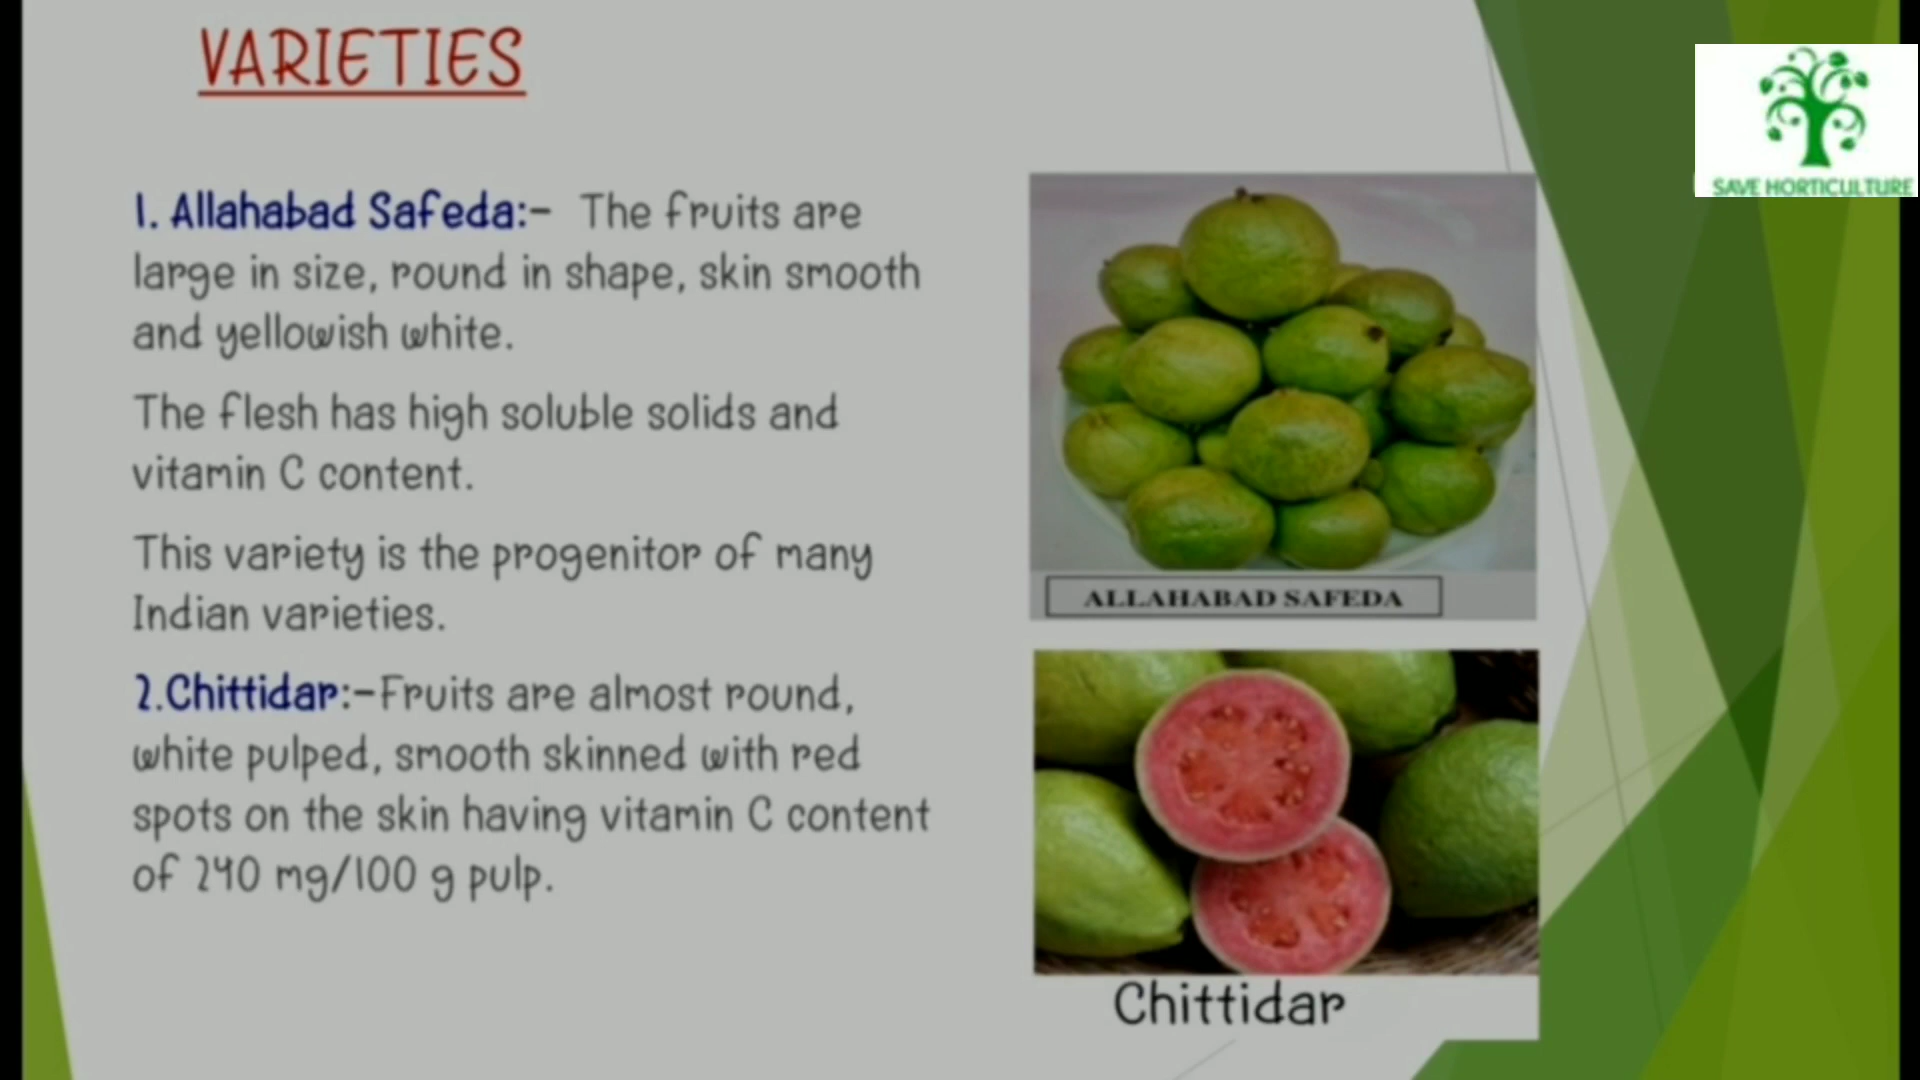 VARIETIES
1. Allahabad Safeda:- The fruits are
large in size, round in shape, skin smooth
and yellowish white.
The flesh has high soluble solids and
vitamin C content.
This variety is the progenitor of many
Indian varieties.
2.Chittidar:-Fruits are almost round,
white pulped, smooth skinned with red
spots on the skin having vitamin C content
of 240 mg/100 g pulp.
ALLAHABAD SAFEDA
Chittidar
SAVE HORTICULTURE